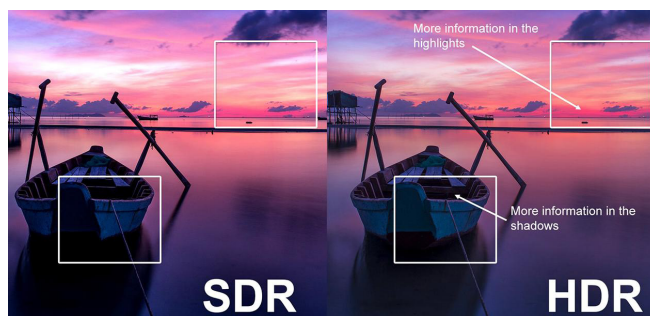 More information in the
highlights
More information in the
shadows
SDR
HDR